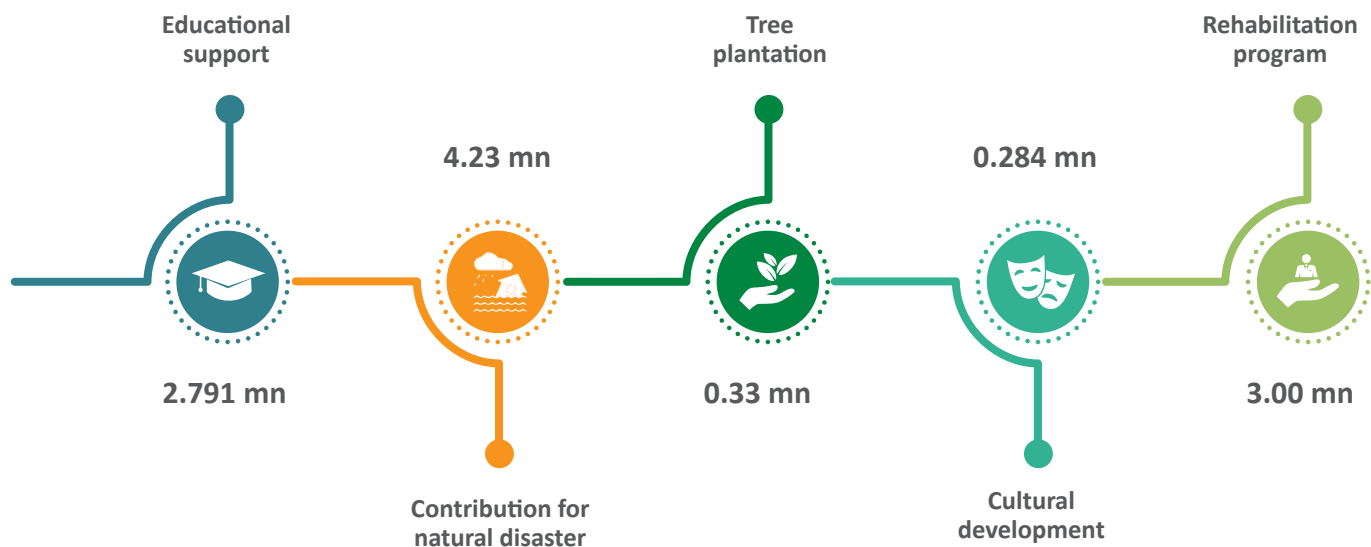 Educational
support
2.791 mn
4.23 mn
Contribution for
natural disaster
Tree
plantation
0.33 mn
0.284 mn
Cultural
development
Rehabilitation
program
3.00 mn